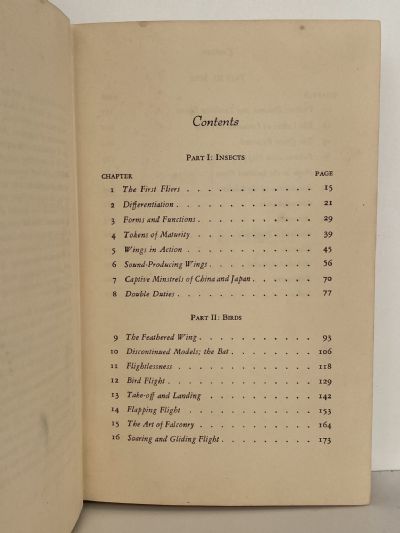 Contents
PART I: INSECTS
CHAPTER PAGE
1 The First Fliers . . . . . . . . . . . 15
2 Differentiation . . . . . . . . . . . 21
3 Forms and Functions . . . . . . . . . . 29
4 Tokens of Maturity . . . . . . . . . . 39
5 Wings in Action . . . . . . . . . . . 45
6 Sound-Producing Wings . . . . . . . . . 56
7 Captive Minstrels of China and Japan . . . . . . 70
8 Double Duties . . . . . . . . . . . 77
PART II: BIRDS
9 The Feathered Wing . . . . . . . . . . 93
10 Discontinued Models; the Bat . . . . . . . 106
11 Flightlessness . . . . . . . . . . . 118
12 Bird Flight . . . . . . . . . . . . 129
13 Take-off and Landing . . . . . . . . . 142
14 Flapping Flight . . . . . . . . . . . 153
15 The Art of Falconry . . . . . . . . . . 164
16 Soaring and Gliding Flight . . . . . . . . 173